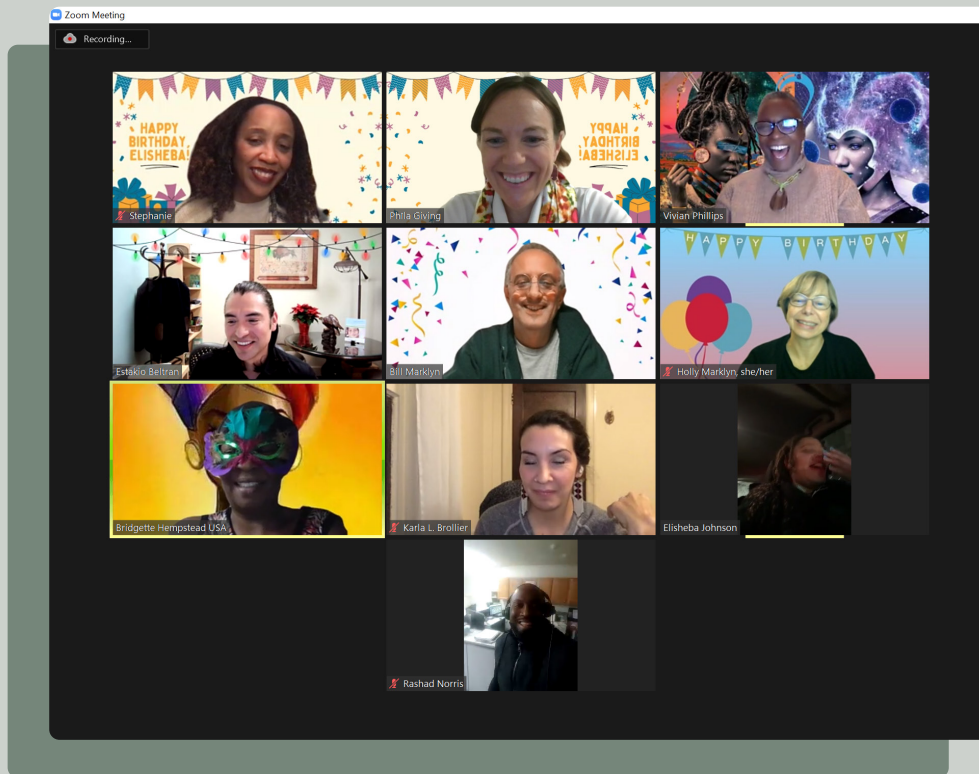 Zoom Meeting
Recording...
HAPPY
BIRTHDAY,
ELISHEBA!
Stephanie
HAPPY
BIRTHDAY,
ELISHEBA!
Phila Giving
Vivian Phillips
Estakio Beltran
Bill Marklyn
HAPPY BIRTHDAY
Holly Marklyn, she/her
Bridgette Hempstead USA
Karla L. Brollier
Elisheba Johnson
Rashad Norris